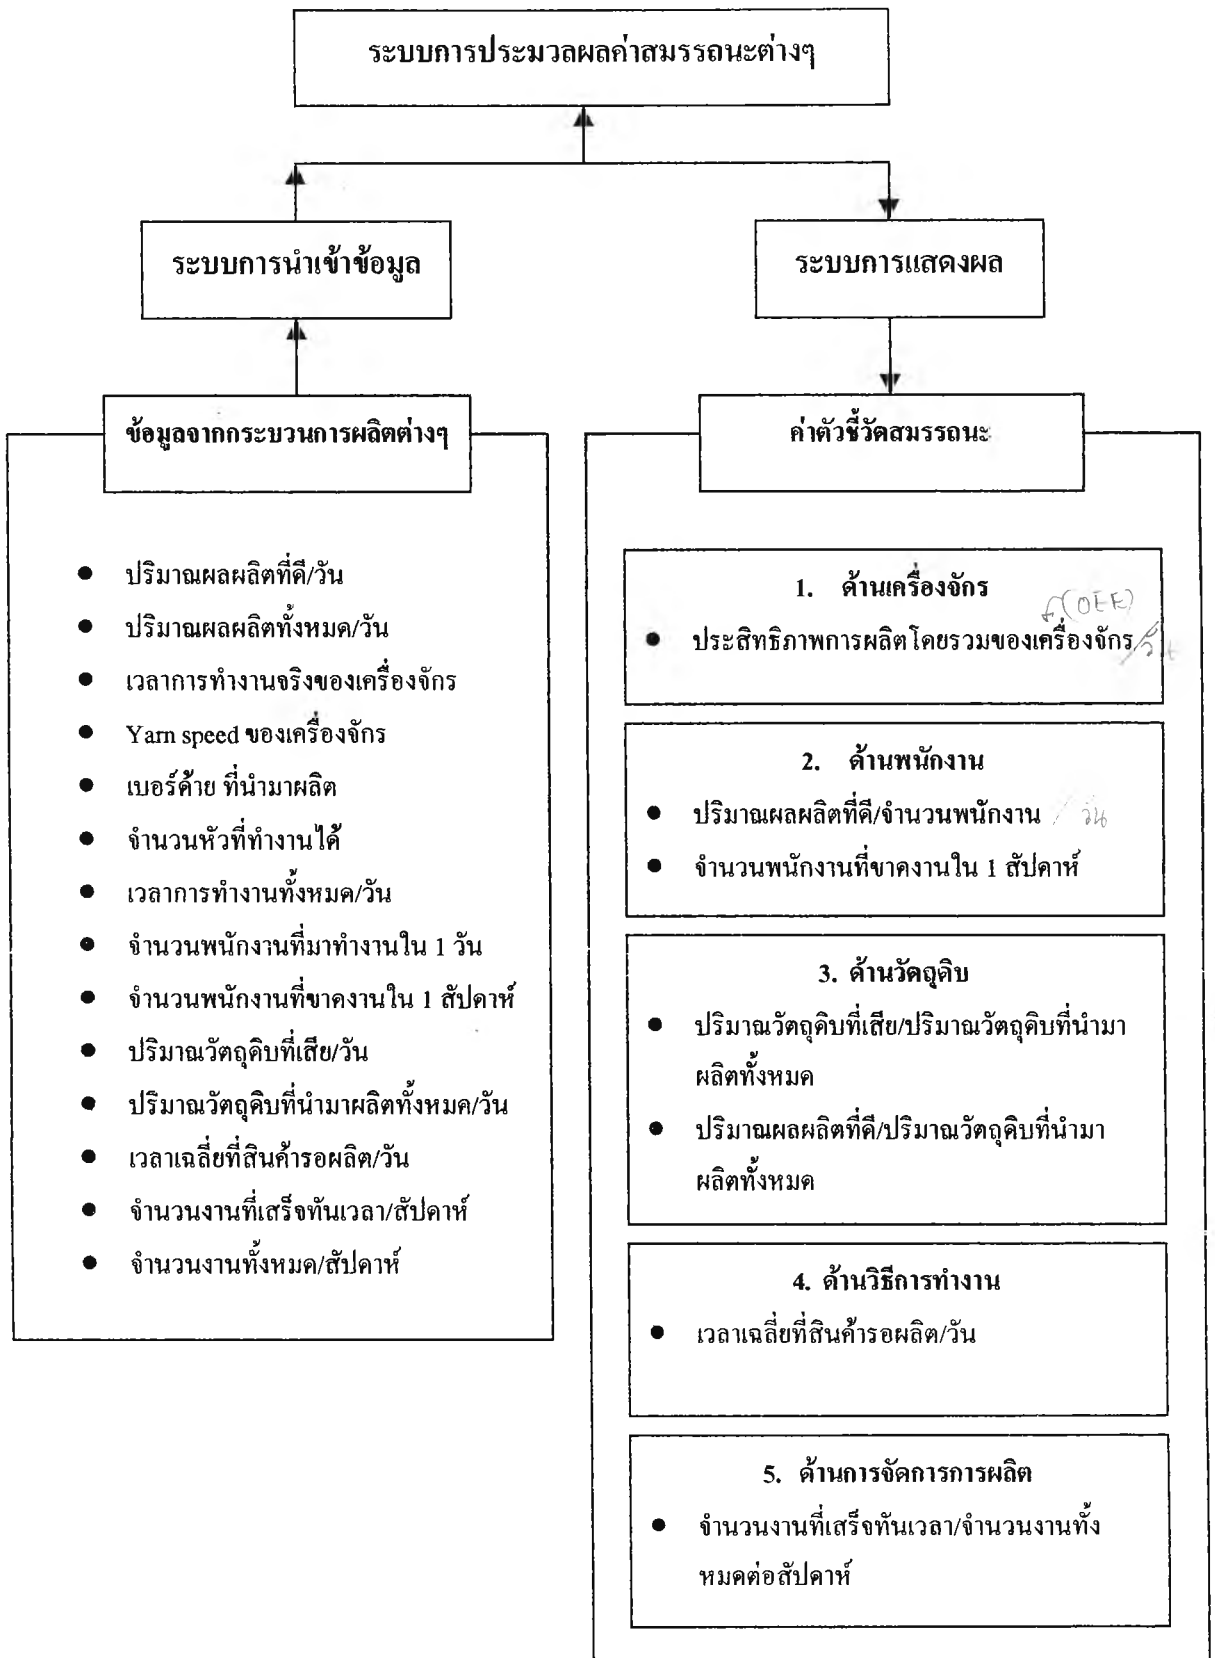 ระบบการประมวลผลค่าสมรรถนะต่างๆ
ระบบการนำเข้าข้อมูล
ระบบการแสดงผล
ข้อมูลจากกระบวนการผลิตต่างๆ
● ปริมาณผลผลิตที่ดี/วัน
● ปริมาณผลผลิตทั้งหมด/วัน
● เวลาการทำงานจริงของเครื่องจักร
● Yarn speed ของเครื่องจักร
● เบอร์ด้าย ที่นำมาผลิต
● จำนวนหัวที่ทำงานได้
● เวลาการทำงานทั้งหมด/วัน
● จำนวนพนักงานที่มาทำงานใน 1 วัน
● จำนวนพนักงานที่ขาดงานใน 1 สัปดาห์
● ปริมาณวัตถุดิบที่เสีย/วัน
● ปริมาณวัตถุดิบที่นำมาผลิตทั้งหมด/วัน
● เวลาเฉลี่ยที่สินค้ารอผลิต/วัน
● จำนวนงานที่เสร็จทันเวลา/สัปดาห์
● จำนวนงานทั้งหมด/สัปดาห์
ค่าตัวชี้วัดสมรรถนะ
1. ด้านเครื่องจักร
(OEE)
● ประสิทธิภาพการผลิตโดยรวมของเครื่องจักร/วัน
2. ด้านพนักงาน
● ปริมาณผลผลิตที่ดี/จำนวนพนักงาน / วัน
● จำนวนพนักงานที่ขาดงานใน 1 สัปดาห์
3. ด้านวัตถุดิบ
● ปริมาณวัตถุดิบที่เสีย/ปริมาณวัตถุดิบที่นำมา
ผลิตทั้งหมด
● ปริมาณผลผลิตที่ดี/ปริมาณวัตถุดิบที่นำมา
ผลิตทั้งหมด
4. ด้านวิธีการทำงาน
● เวลาเฉลี่ยที่สินค้ารอผลิต/วัน
5. ด้านการจัดการการผลิต
● จำนวนงานที่เสร็จทันเวลา/จำนวนงานทั้ง
หมดต่อสัปดาห์